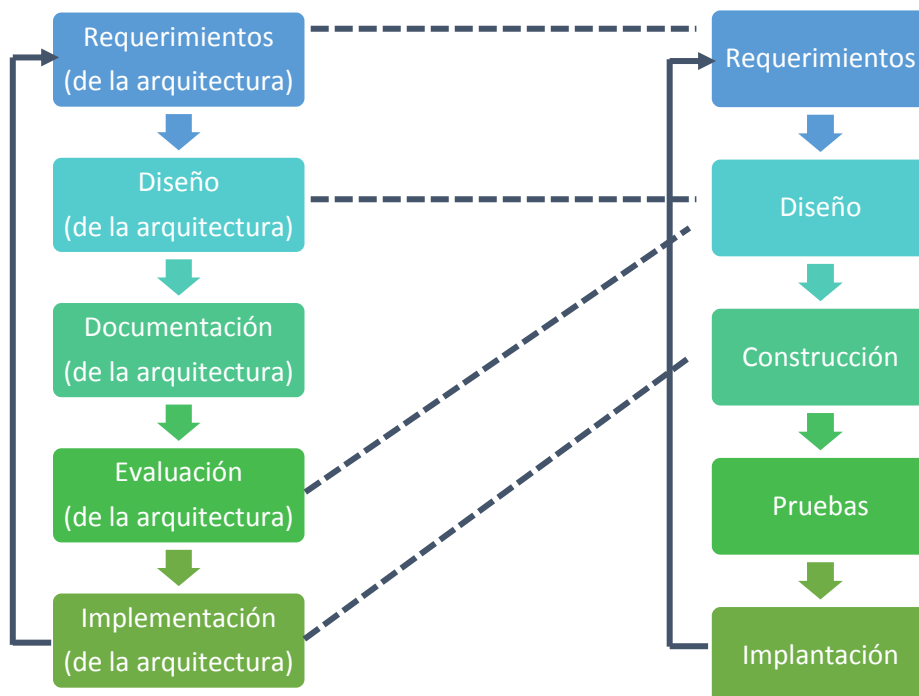 Requerimientos
(de la arquitectura)
Diseño
(de la arquitectura)
Documentación
(de la arquitectura)
Evaluación
(de la arquitectura)
Implementación
(de la arquitectura)
Requerimientos
Diseño
Construcción
Pruebas
Implantación